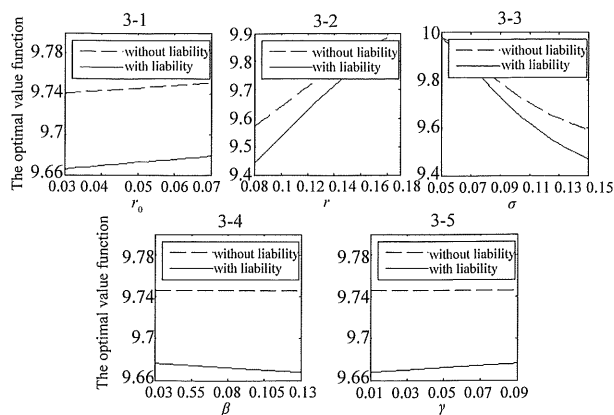 3-1
The optimal value function
9.78
9.74
9.7
9.66
without liability
with liability
0.03 0.04 0.05 0.06 0.07
r0
3-2
9.9
9.8
9.7
9.6
9.5
9.4
without liability
with liability
0.08 0.1 0.12 0.14 0.16 0.18
r
3-3
10
9.8
9.6
9.4
without liability
with liability
0.05 0.07 0.09 0.11 0.13 0.15
σ
3-4
The optimal value function
9.78
9.74
9.7
9.66
without liability
with liability
0.03 0.55 0.08 0.105 0.13
β
3-5
9.78
9.74
9.7
9.66
without liability
with liability
0.01 0.03 0.05 0.07 0.09
γ